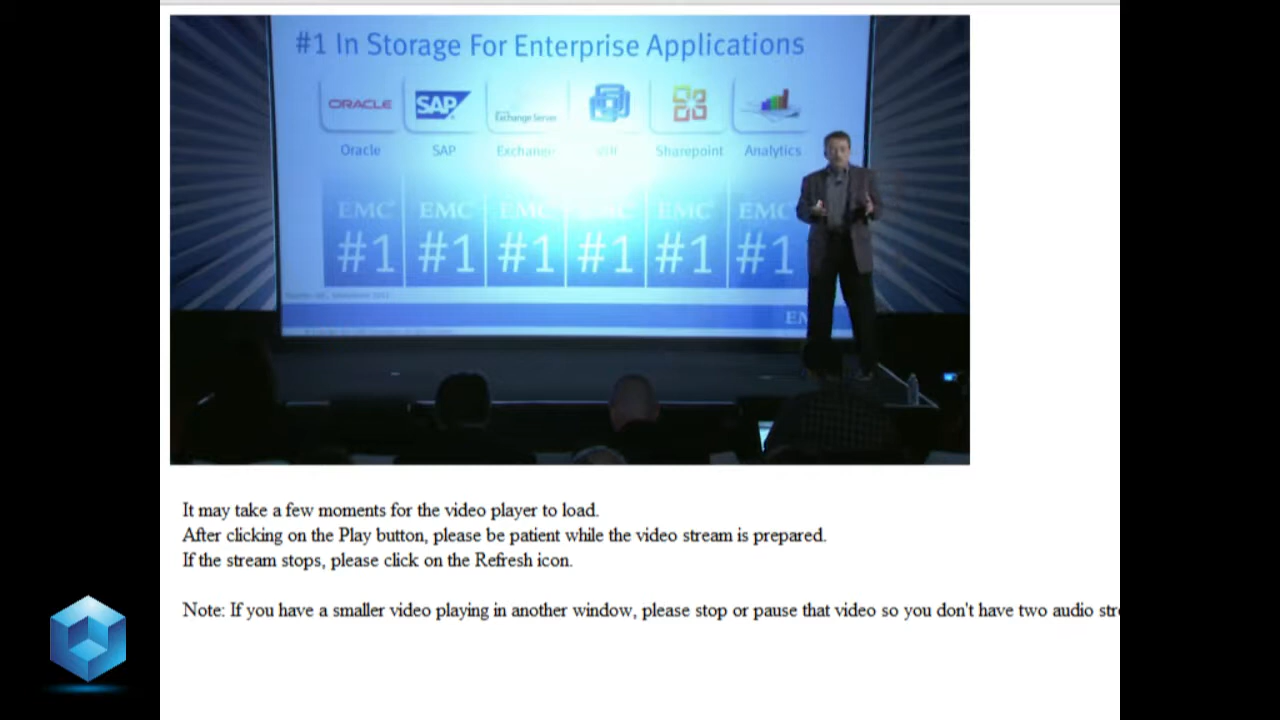 #1 In Storage For Enterprise Applications
ORACLE
SAP
Exchange Server
Oracle
SAP
Exchange
Sharepoint
Analytics
EMC EMC EMC EMC EMC
#1 #1 #1 #1 #1 #1
It may take a few moments for the video player to load.
After clicking on the Play button, please be patient while the video stream is prepared.
If the stream stops, please click on the Refresh icon.
Note: If you have a smaller video playing in another window, please stop or pause that video so you don't have two audio str